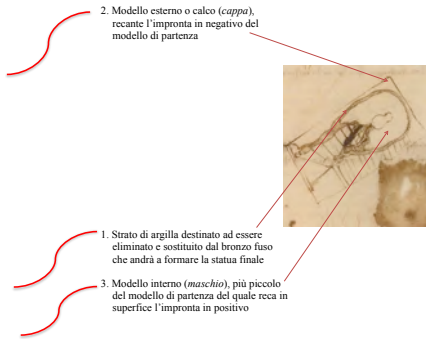 2. Modello esterno o calco (cappa),
recante l'impronta in negativo del
modello di partenza
1. Strato di argilla destinato ad essere
eliminato e sostituito dal bronzo fuso
che andrà a formare la statua finale
3. Modello interno (maschio), più piccolo
del modello di partenza del quale reca in
superfice l'impronta in positivo